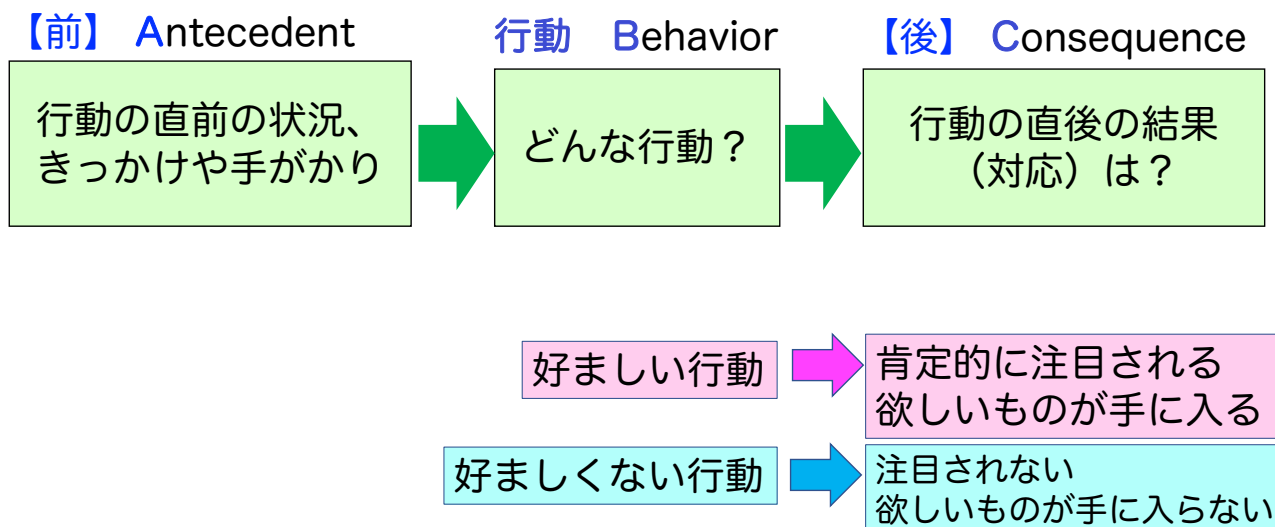 【前】 Antecedent
行動 Behavior
【後】 Consequence
行動の直前の状況、
きっかけや手がかり
どんな行動？
行動の直後の結果
（対応）は？
好ましい行動
肯定的に注目される
欲しいものが手に入る
好ましくない行動
注目されない
欲しいものが手に入らない